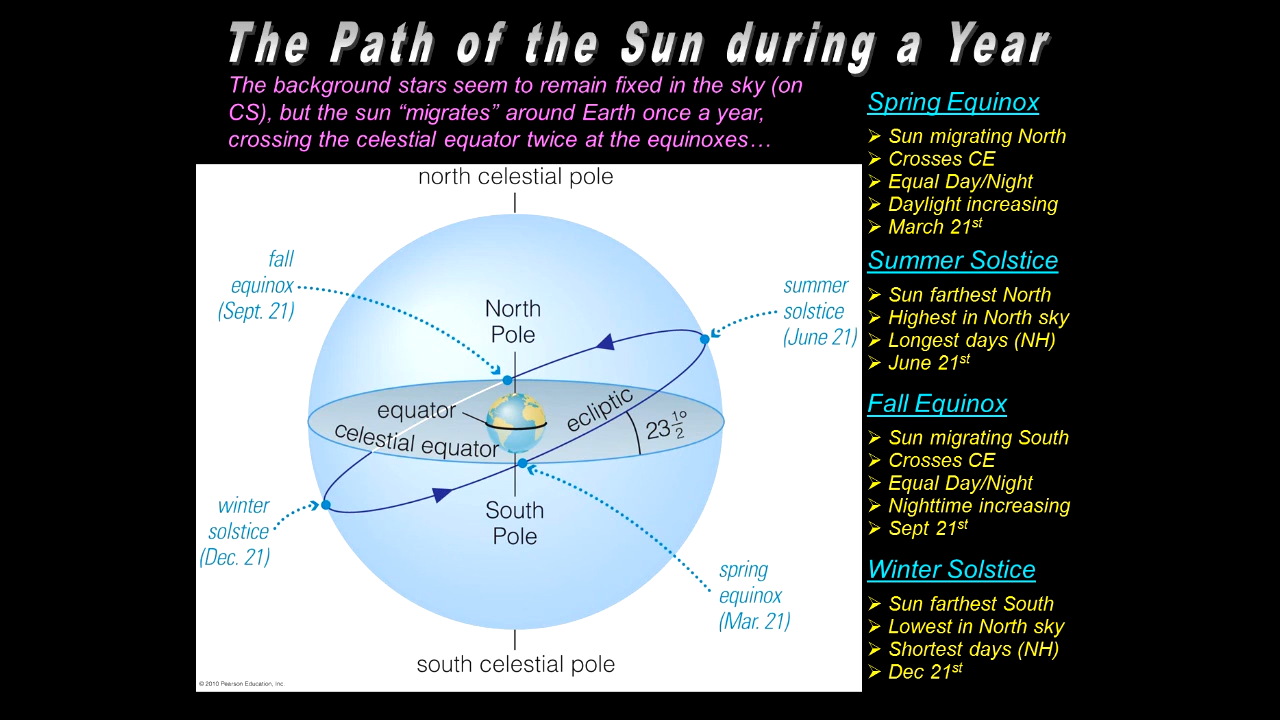 The Path of the Sun during a Year
The background stars seem to remain fixed in the sky (on
CS), but the sun “migrates” around Earth once a year,
crossing the celestial equator twice at the equinoxes…
north celestial pole
fall
equinox
(Sept. 21)
North
Pole
summer
solstice
(June 21)
equator
celestial equator
ecliptic
23½°
winter
solstice
(Dec. 21)
South
Pole
spring
equinox
(Mar. 21)
south celestial pole
© 2010 Pearson Education, Inc.
Spring Equinox
➢ Sun migrating North
➢ Crosses CE
➢ Equal Day/Night
➢ Daylight increasing
➢ March 21st
Summer Solstice
➢ Sun farthest North
➢ Highest in North sky
➢ Longest days (NH)
➢ June 21st
Fall Equinox
➢ Sun migrating South
➢ Crosses CE
➢ Equal Day/Night
➢ Nighttime increasing
➢ Sept 21st
Winter Solstice
➢ Sun farthest South
➢ Lowest in North sky
➢ Shortest days (NH)
➢ Dec 21st